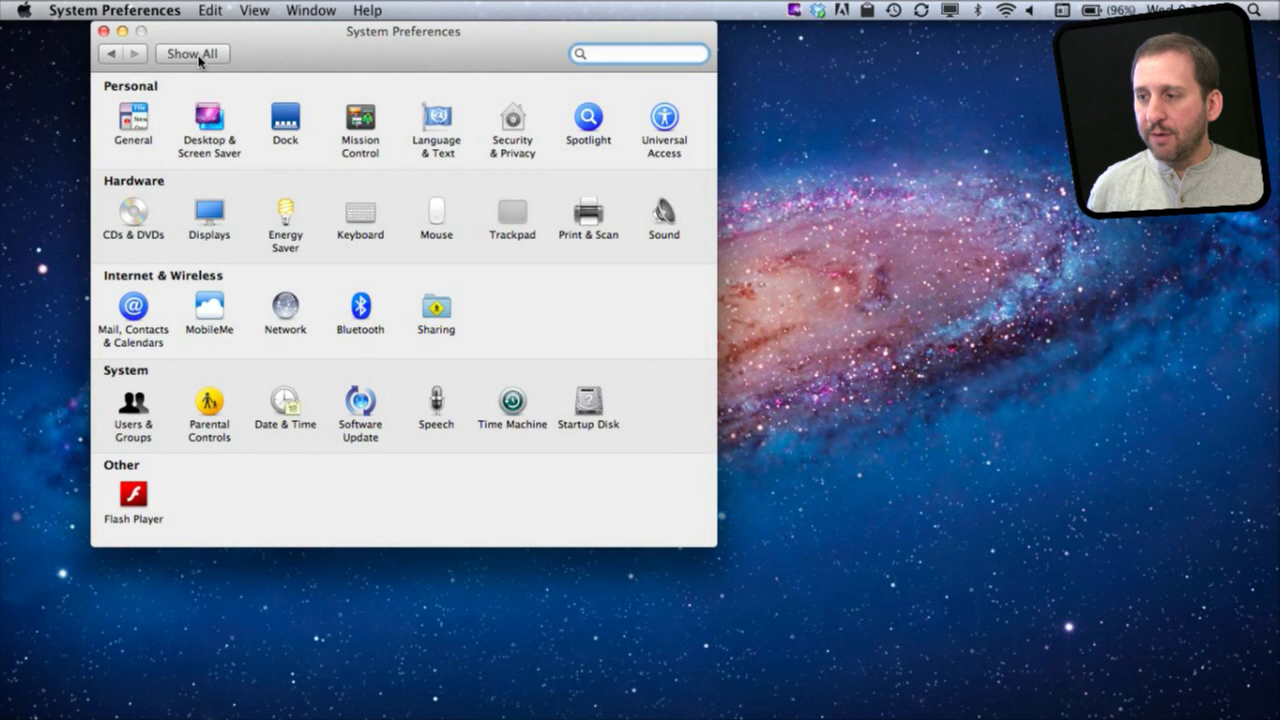 System Preferences Edit View Window Help (96%)
System Preferences
Show All
Personal
General Desktop & Screen Saver Dock Mission Control Language & Text Security & Privacy Spotlight Universal Access
Hardware
CDs & DVDs Displays Energy Saver Keyboard Mouse Trackpad Print & Scan Sound
Internet & Wireless
Mail, Contacts & Calendars MobileMe Network Bluetooth Sharing
System
Users & Groups Parental Controls Date & Time Software Update Speech Time Machine Startup Disk
Other
Flash Player